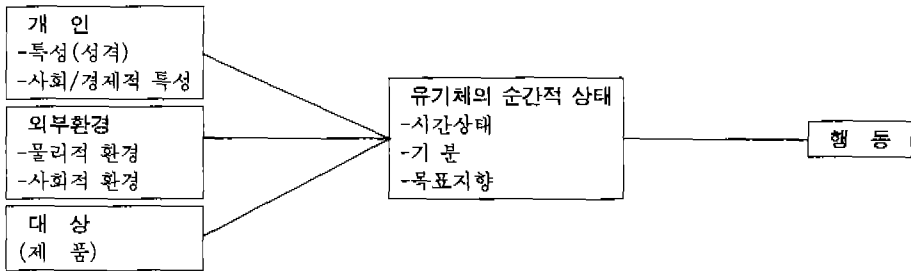 개 인
-특성(성격)
-사회/경제적 특성
외부환경
-물리적 환경
-사회적 환경
대 상
(제 품)
유기체의 순간적 상태
-시간상태
-기 분
-목표지향
행 동